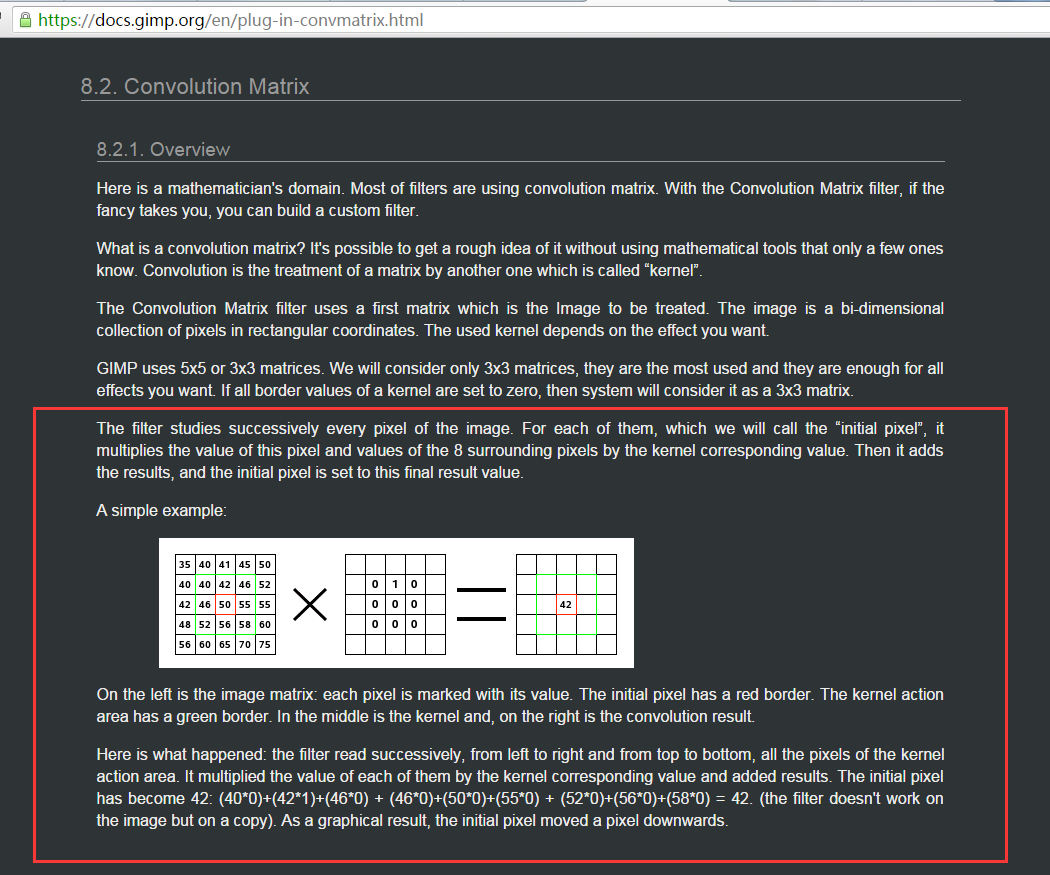 https://docs.gimp.org/en/plug-in-convmatrix.html
8.2. Convolution Matrix
8.2.1. Overview
Here is a mathematician's domain. Most of filters are using convolution matrix. With the Convolution Matrix filter, if the
fancy takes you, you can build a custom filter.
What is a convolution matrix? It's possible to get a rough idea of it without using mathematical tools that only a few ones
know. Convolution is the treatment of a matrix by another one which is called “kernel”.
The Convolution Matrix filter uses a first matrix which is the Image to be treated. The image is a bi-dimensional
collection of pixels in rectangular coordinates. The used kernel depends on the effect you want.
GIMP uses 5x5 or 3x3 matrices. We will consider only 3x3 matrices, they are the most used and they are enough for all
effects you want. If all border values of a kernel are set to zero, then system will consider it as a 3x3 matrix.
The filter studies successively every pixel of the image. For each of them, which we will call the “initial pixel”, it
multiplies the value of this pixel and values of the 8 surrounding pixels by the kernel corresponding value. Then it adds
the results, and the initial pixel is set to this final result value.
A simple example:
35 40 41 45 50
40 40 42 46 52
42 46 50 55 55
48 52 56 58 60
56 60 65 70 75
0 1 0
0 0 0
0 0 0
42
On the left is the image matrix: each pixel is marked with its value. The initial pixel has a red border. The kernel action
area has a green border. In the middle is the kernel and, on the right is the convolution result.
Here is what happened: the filter read successively, from left to right and from top to bottom, all the pixels of the kernel
action area. It multiplied the value of each of them by the kernel corresponding value and added results. The initial pixel
has become 42: (40*0)+(42*1)+(46*0) + (46*0)+(50*0)+(55*0) + (52*0)+(56*0)+(58*0) = 42. (the filter doesn't work on
the image but on a copy). As a graphical result, the initial pixel moved a pixel downwards.